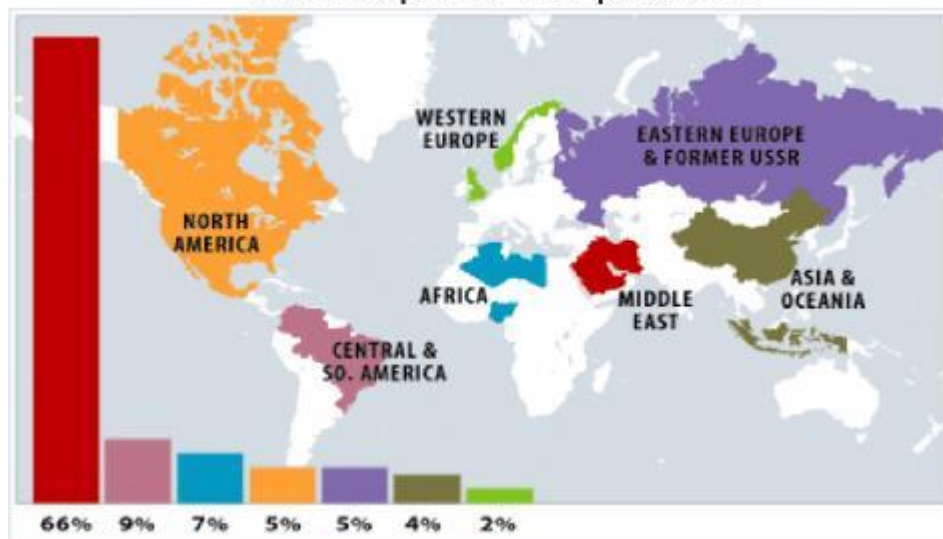 WESTERN
EUROPE
EASTERN EUROPE
& FORMER USSR
NORTH
AMERICA
AFRICA
MIDDLE
EAST
ASIA &
OCEANIA
CENTRAL &
SO. AMERICA
66% 9% 7% 5% 5% 4% 2%